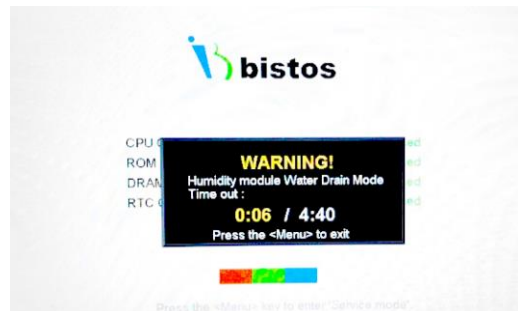 bistos
CPU
ROM
DRAM
RTC
WARNING!
Humidity module Water Drain Mode
Time out :
0:06 / 4:40
Press the <Menu> to exit
Press the <Menu> key to enter 'Service mode'.